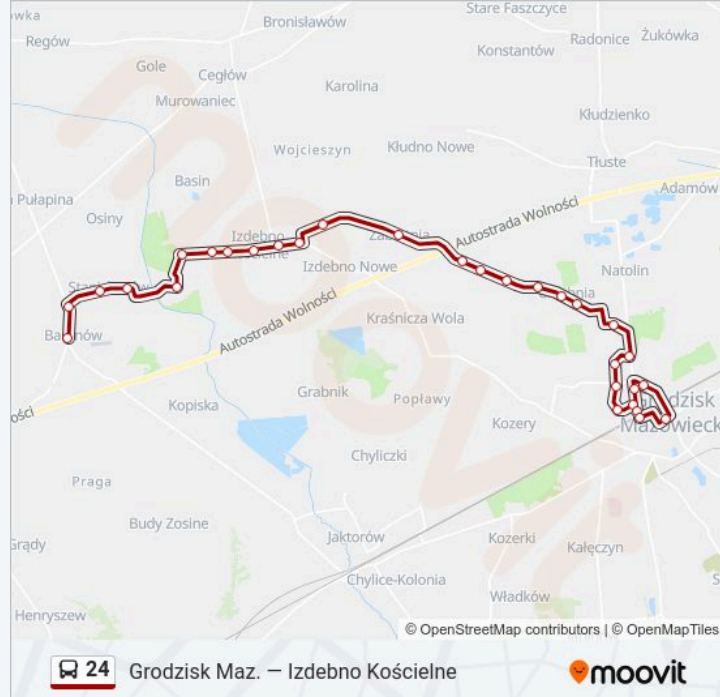 Stare Faszczyce
Bronisławów
Regów
Radonice
Żukówka
Konstantów
Gole
Cegłów
Karolina
Murowaniec
Kłudzienko
Wojcieszyn
Kłudno Nowe
Tłuste
Adamów
Basin
Pułapina
Osiny
Autostrada Wolności
Izdebno
Izdebno Nowe
Natolin
Autostrada Wolności
Kraśnicza Wola
Grabnik
Popławy
Kopiska
Grodzisk
Mazowiecki
Kozery
Chyliczki
Praga
Budy Zosine
Jaktorów
Kozerki
Kałęczyn
Chylice-Kolonia
Władków
Henryszew
© OpenStreetMap contributors | © OpenMapTiles
24 Grodzisk Maz. — Izdebno Kościelne
moovit